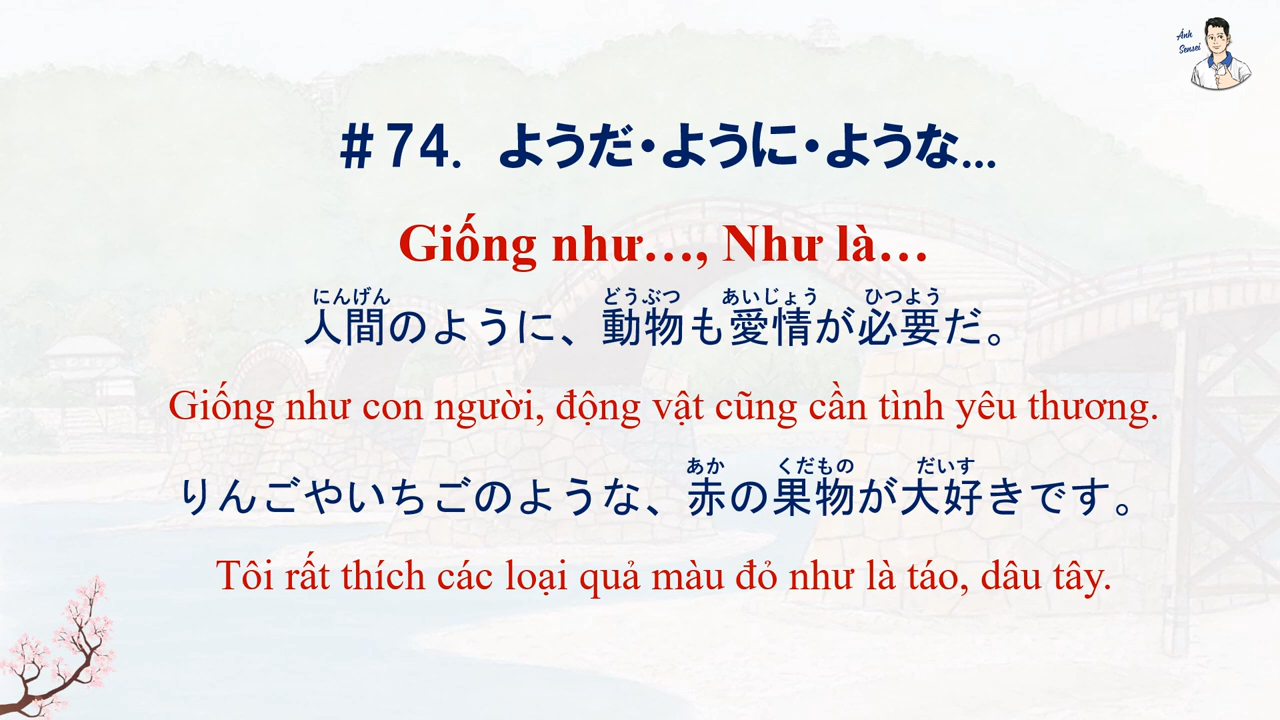 Ánh
Sensei
#74. ようだ・ように・ような...
Giống như…, Như là…
にんげん どうぶつ あいじょう ひつよう
人間のように、動物も愛情が必要だ。
Giống như con người, động vật cũng cần tình yêu thương.
あか くだもの だいす
りんごやいちごのような、赤の果物が大好きです。
Tôi rất thích các loại quả màu đỏ như là táo, dâu tây.